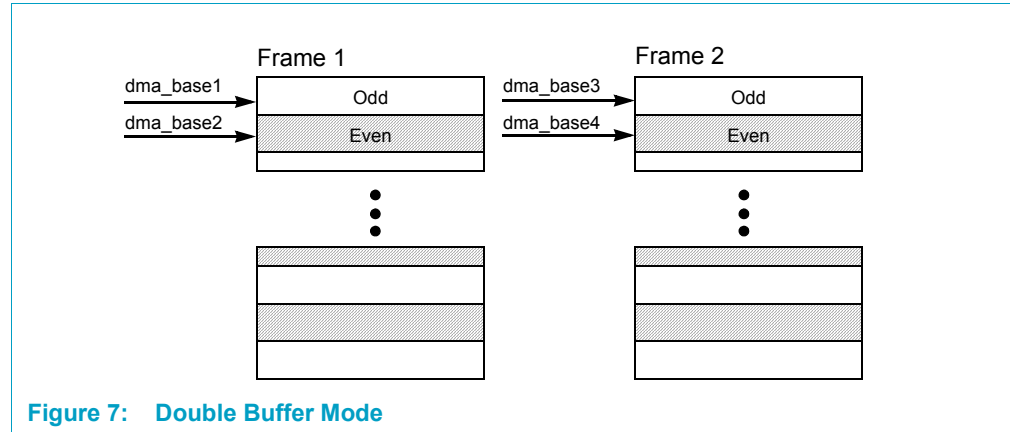 Frame 1
Frame 2
dma_base1
Odd
dma_base3
Odd
dma_base2
Even
dma_base4
Even
Figure 7: Double Buffer Mode